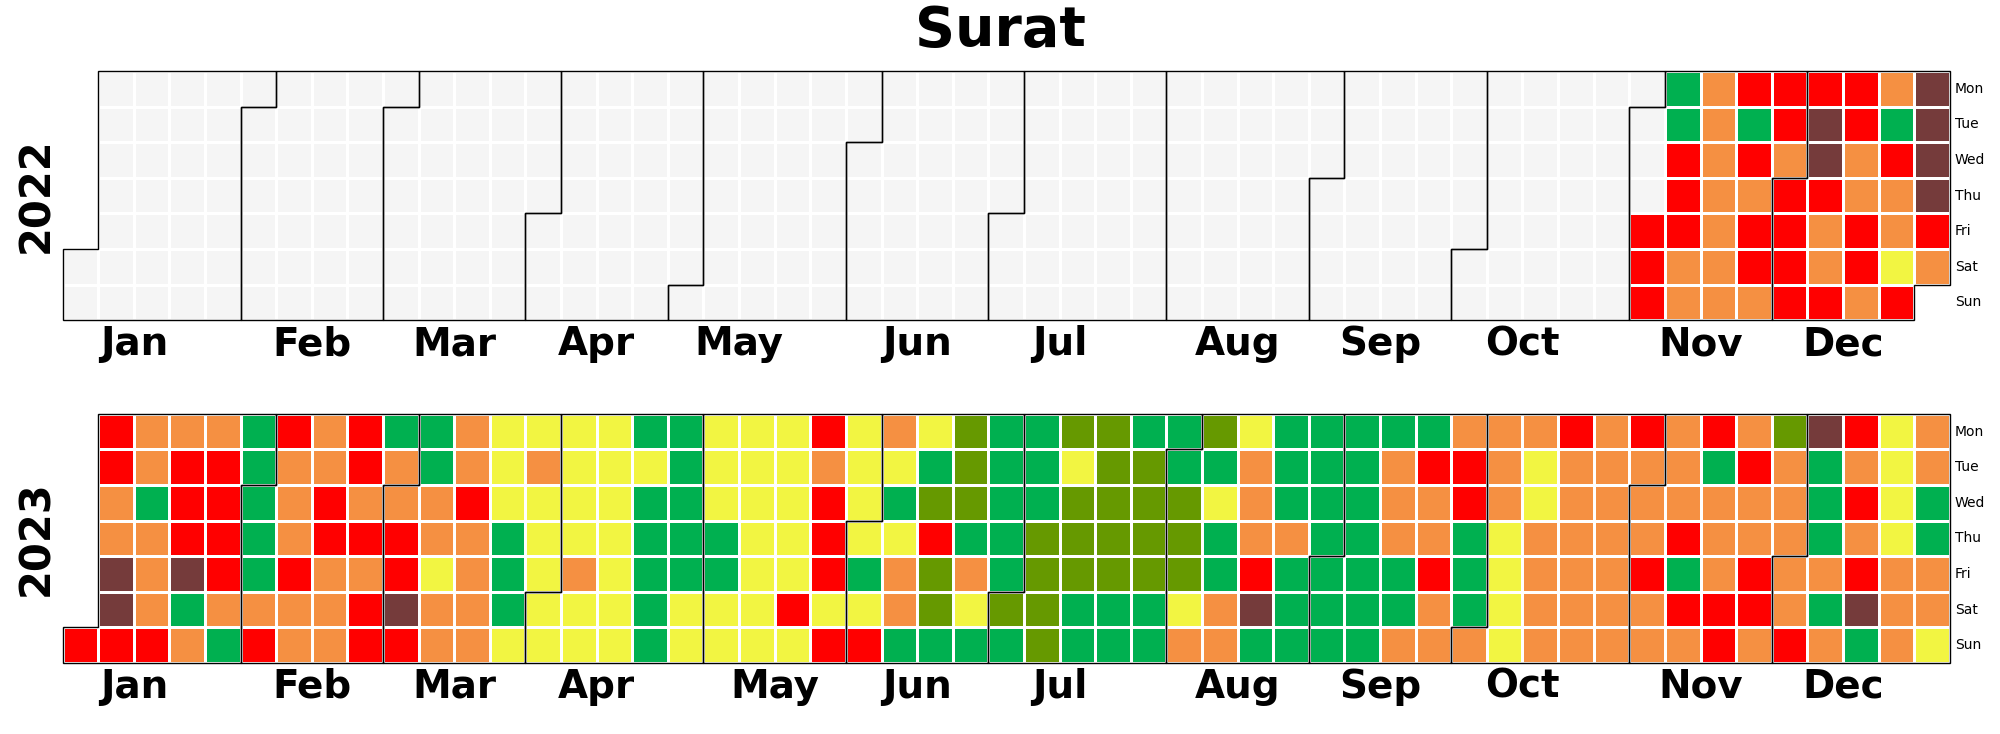 Surat
2022
Mon
Tue
Wed
Thu
Fri
Sat
Sun
Jan Feb Mar Apr May Jun Jul Aug Sep Oct Nov Dec
2023
Mon
Tue
Wed
Thu
Fri
Sat
Sun
Jan Feb Mar Apr May Jun Jul Aug Sep Oct Nov Dec